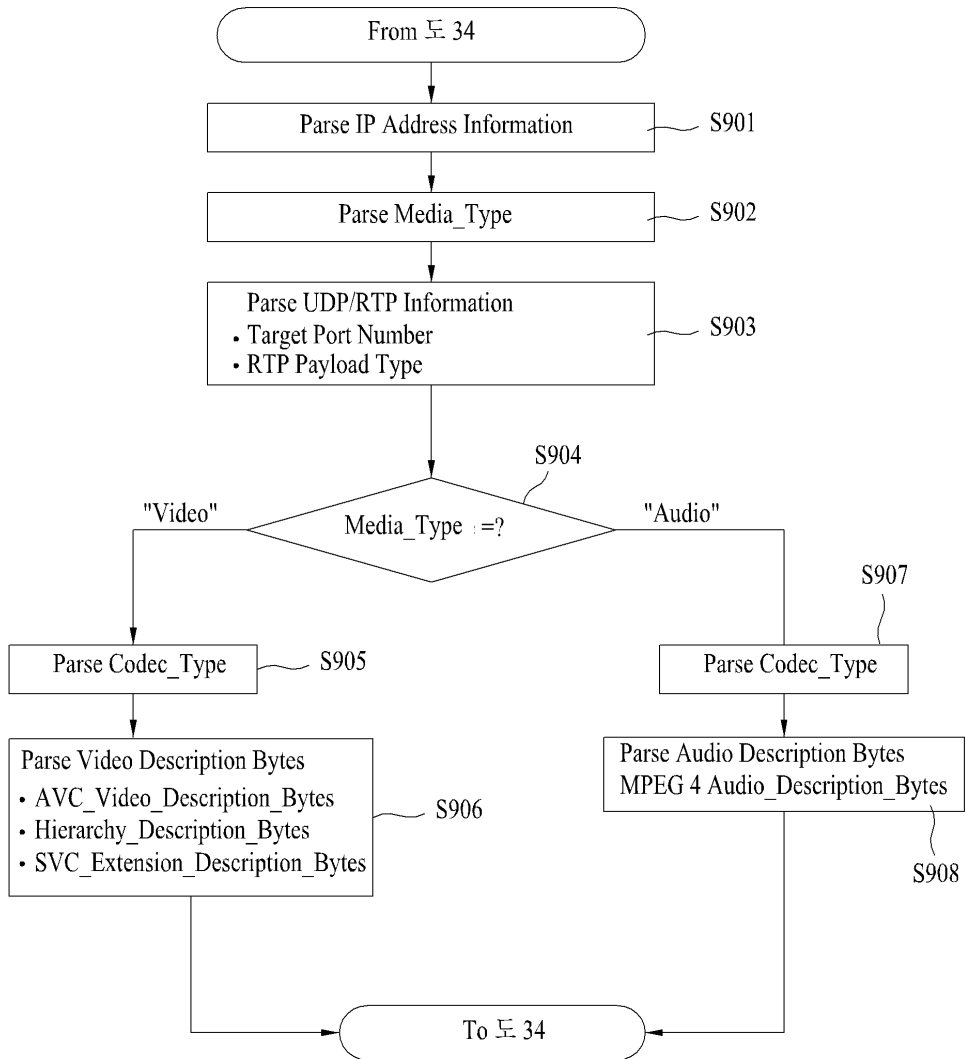 From 도 34
Parse IP Address Information
S901
Parse Media_Type
S902
Parse UDP/RTP Information
• Target Port Number
• RTP Payload Type
S903
S904
"Video"
Media_Type :=?
"Audio"
S907
Parse Codec_Type
S905
Parse Codec_Type
Parse Video Description Bytes
• AVC_Video_Description_Bytes
• Hierarchy_Description_Bytes
• SVC_Extension_Description_Bytes
S906
Parse Audio Description Bytes
MPEG 4 Audio_Description_Bytes
S908
To 도 34